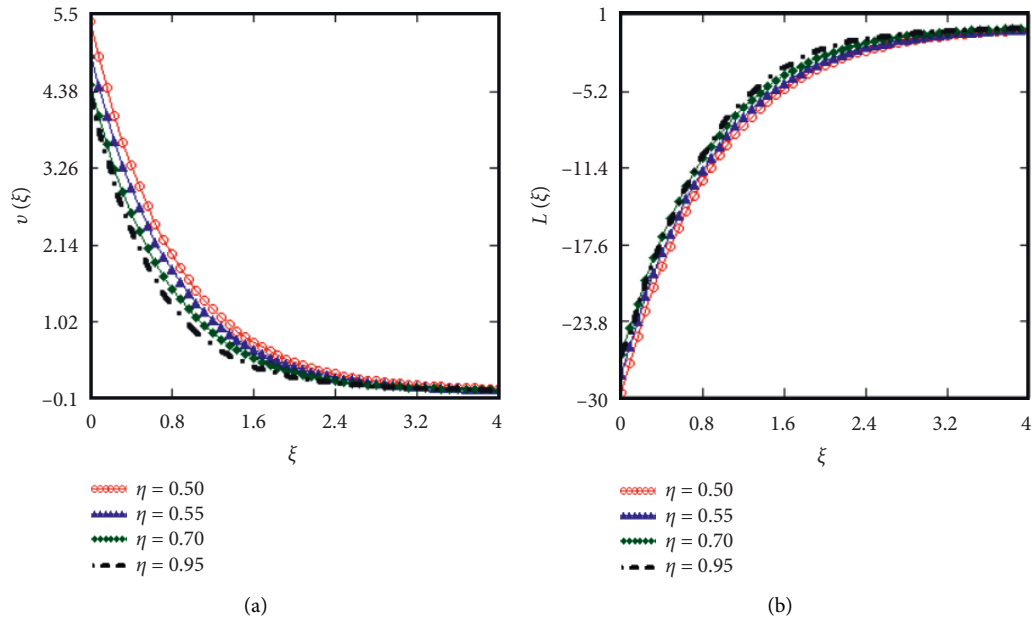 5.5
4.38
3.26
2.14
1.02
−0.1
υ (ξ)
0 0.8 1.6 2.4 3.2 4
ξ
η = 0.50
η = 0.55
η = 0.70
η = 0.95
(a)
1
−5.2
−11.4
−17.6
−23.8
−30
L (ξ)
0 0.8 1.6 2.4 3.2 4
ξ
η = 0.50
η = 0.55
η = 0.70
η = 0.95
(b)